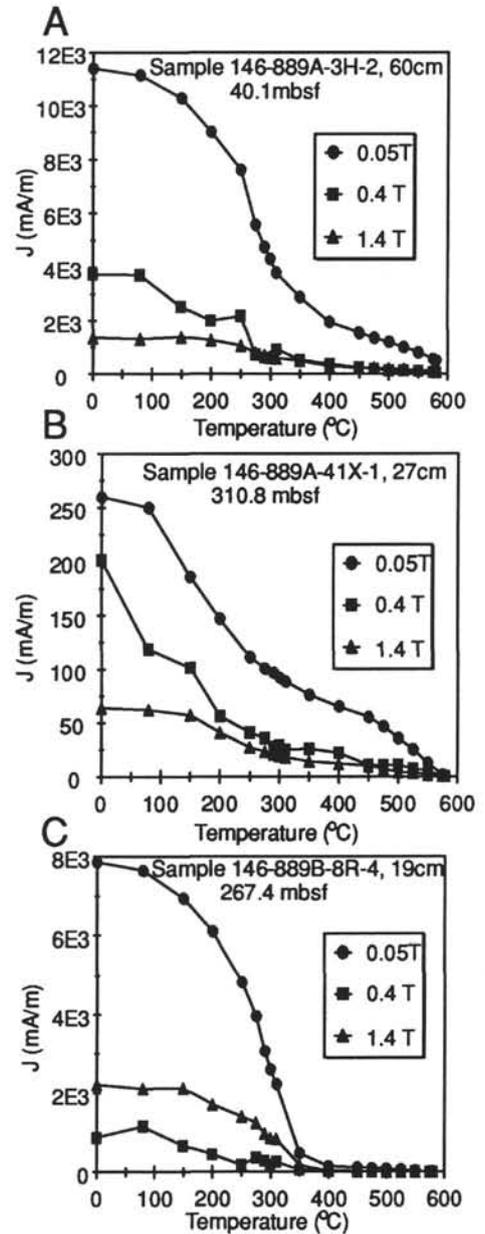 A
Sample 146-889A-3H-2, 60cm
40.1mbsf
12E3
10E3
8E3
6E3
4E3
2E3
0
J (mA/m)
0.05T
0.4 T
1.4 T
0 100 200 300 400 500 600
Temperature (ºC)
B
Sample 146-889A-41X-1, 27cm
310.8 mbsf
300
250
200
150
100
50
0
J (mA/m)
0.05T
0.4 T
1.4 T
0 100 200 300 400 500 600
Temperature (ºC)
C
Sample 146-889B-8R-4, 19cm
267.4 mbsf
8E3
6E3
4E3
2E3
0
J (mA/m)
0.05T
0.4 T
1.4 T
0 100 200 300 400 500 600
Temperature (ºC)